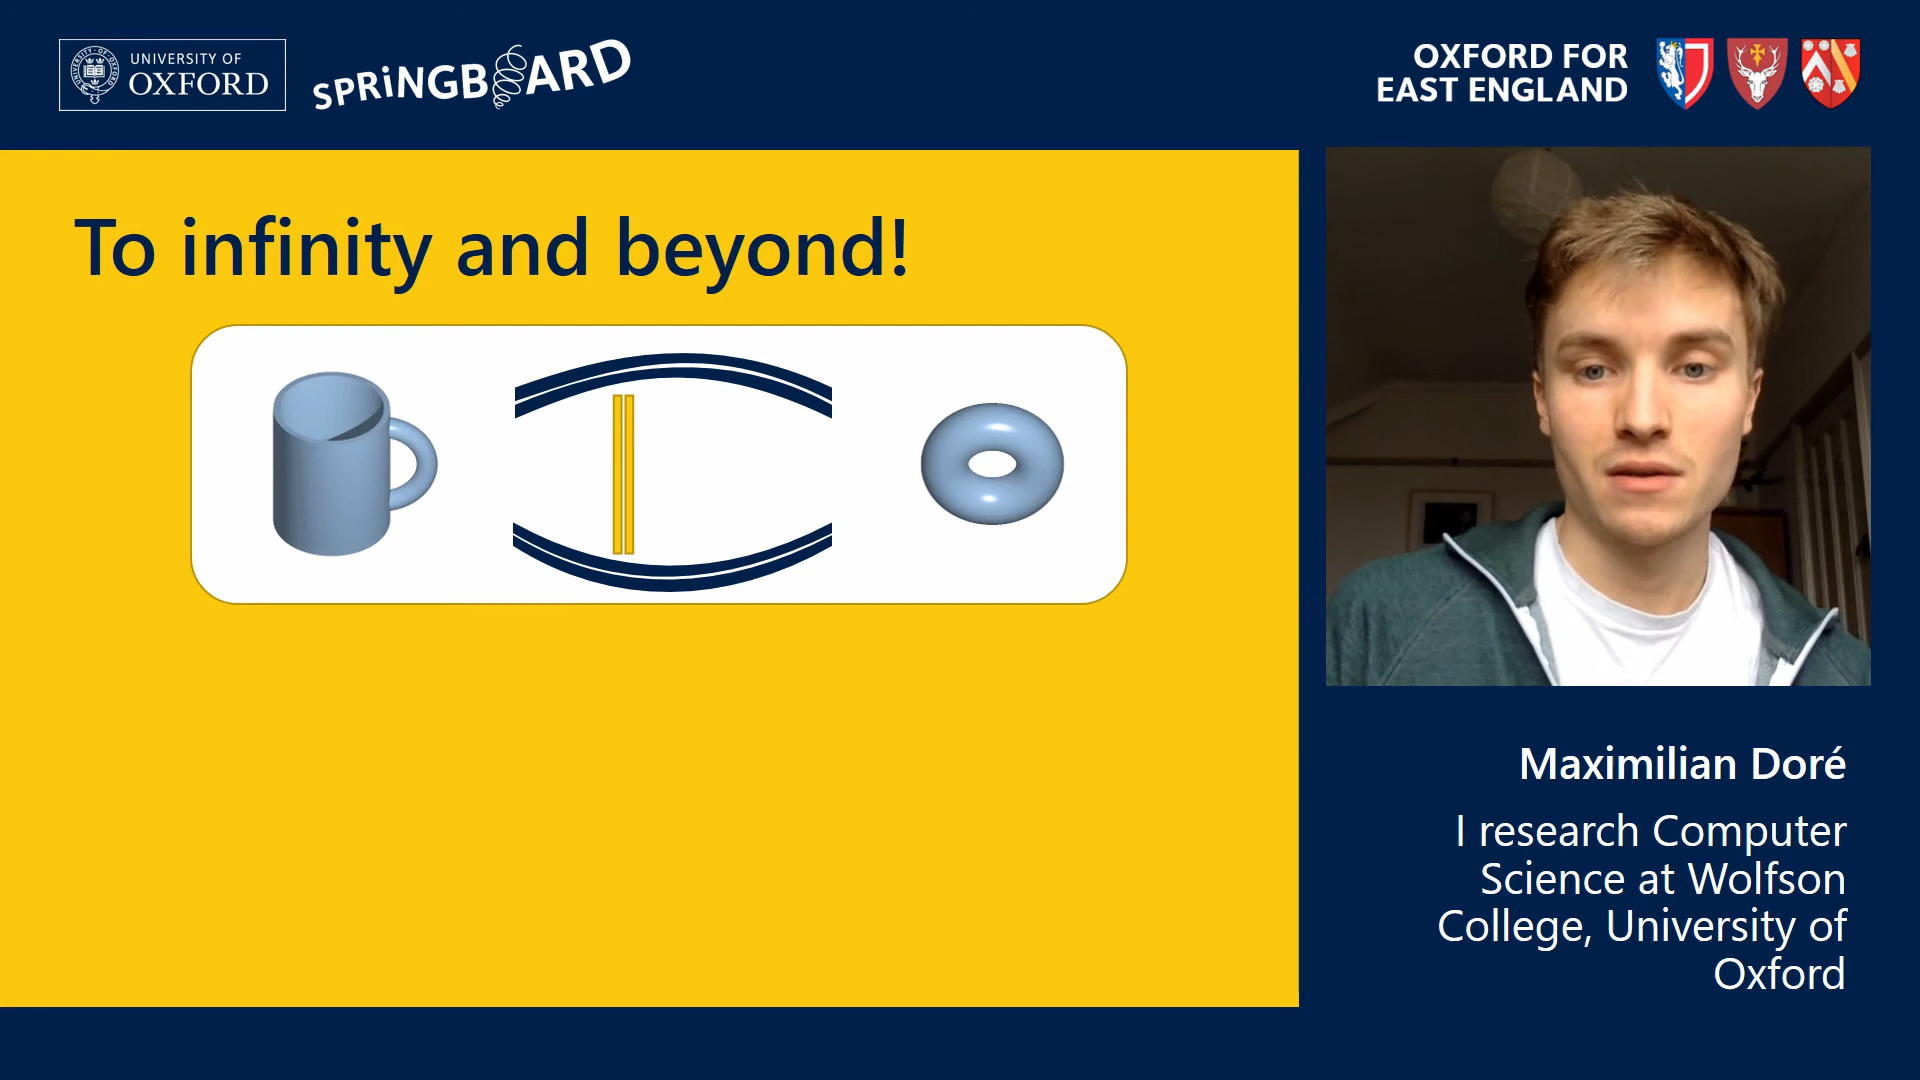 UNIVERSITY OF
OXFORD
SPRiNGBOARD
OXFORD FOR
EAST ENGLAND
To infinity and beyond!
Maximilian Doré
I research Computer
Science at Wolfson
College, University of
Oxford